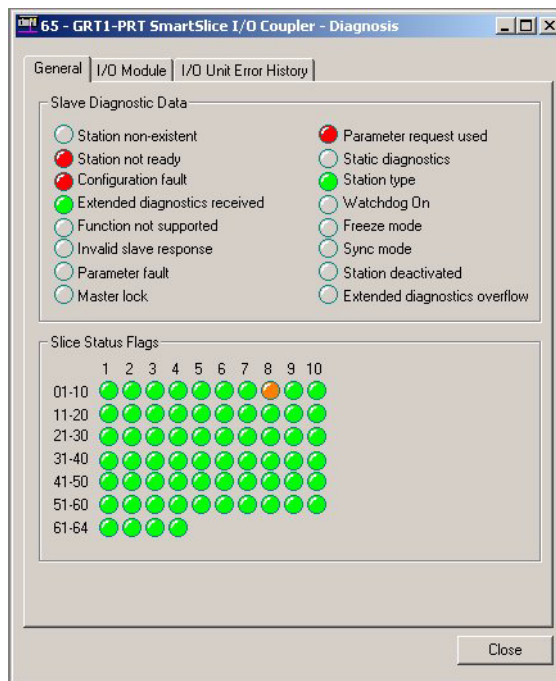 65 - GRT1-PRT SmartSlice I/O Coupler - Diagnosis
General I/O Module I/O Unit Error History
Slave Diagnostic Data
Station non-existent
Station not ready
Configuration fault
Extended diagnostics received
Function not supported
Invalid slave response
Parameter fault
Master lock
Parameter request used
Static diagnostics
Station type
Watchdog On
Freeze mode
Sync mode
Station deactivated
Extended diagnostics overflow
Slice Status Flags
1 2 3 4 5 6 7 8 9 10
01-10
11-20
21-30
31-40
41-50
51-60
61-64
Close